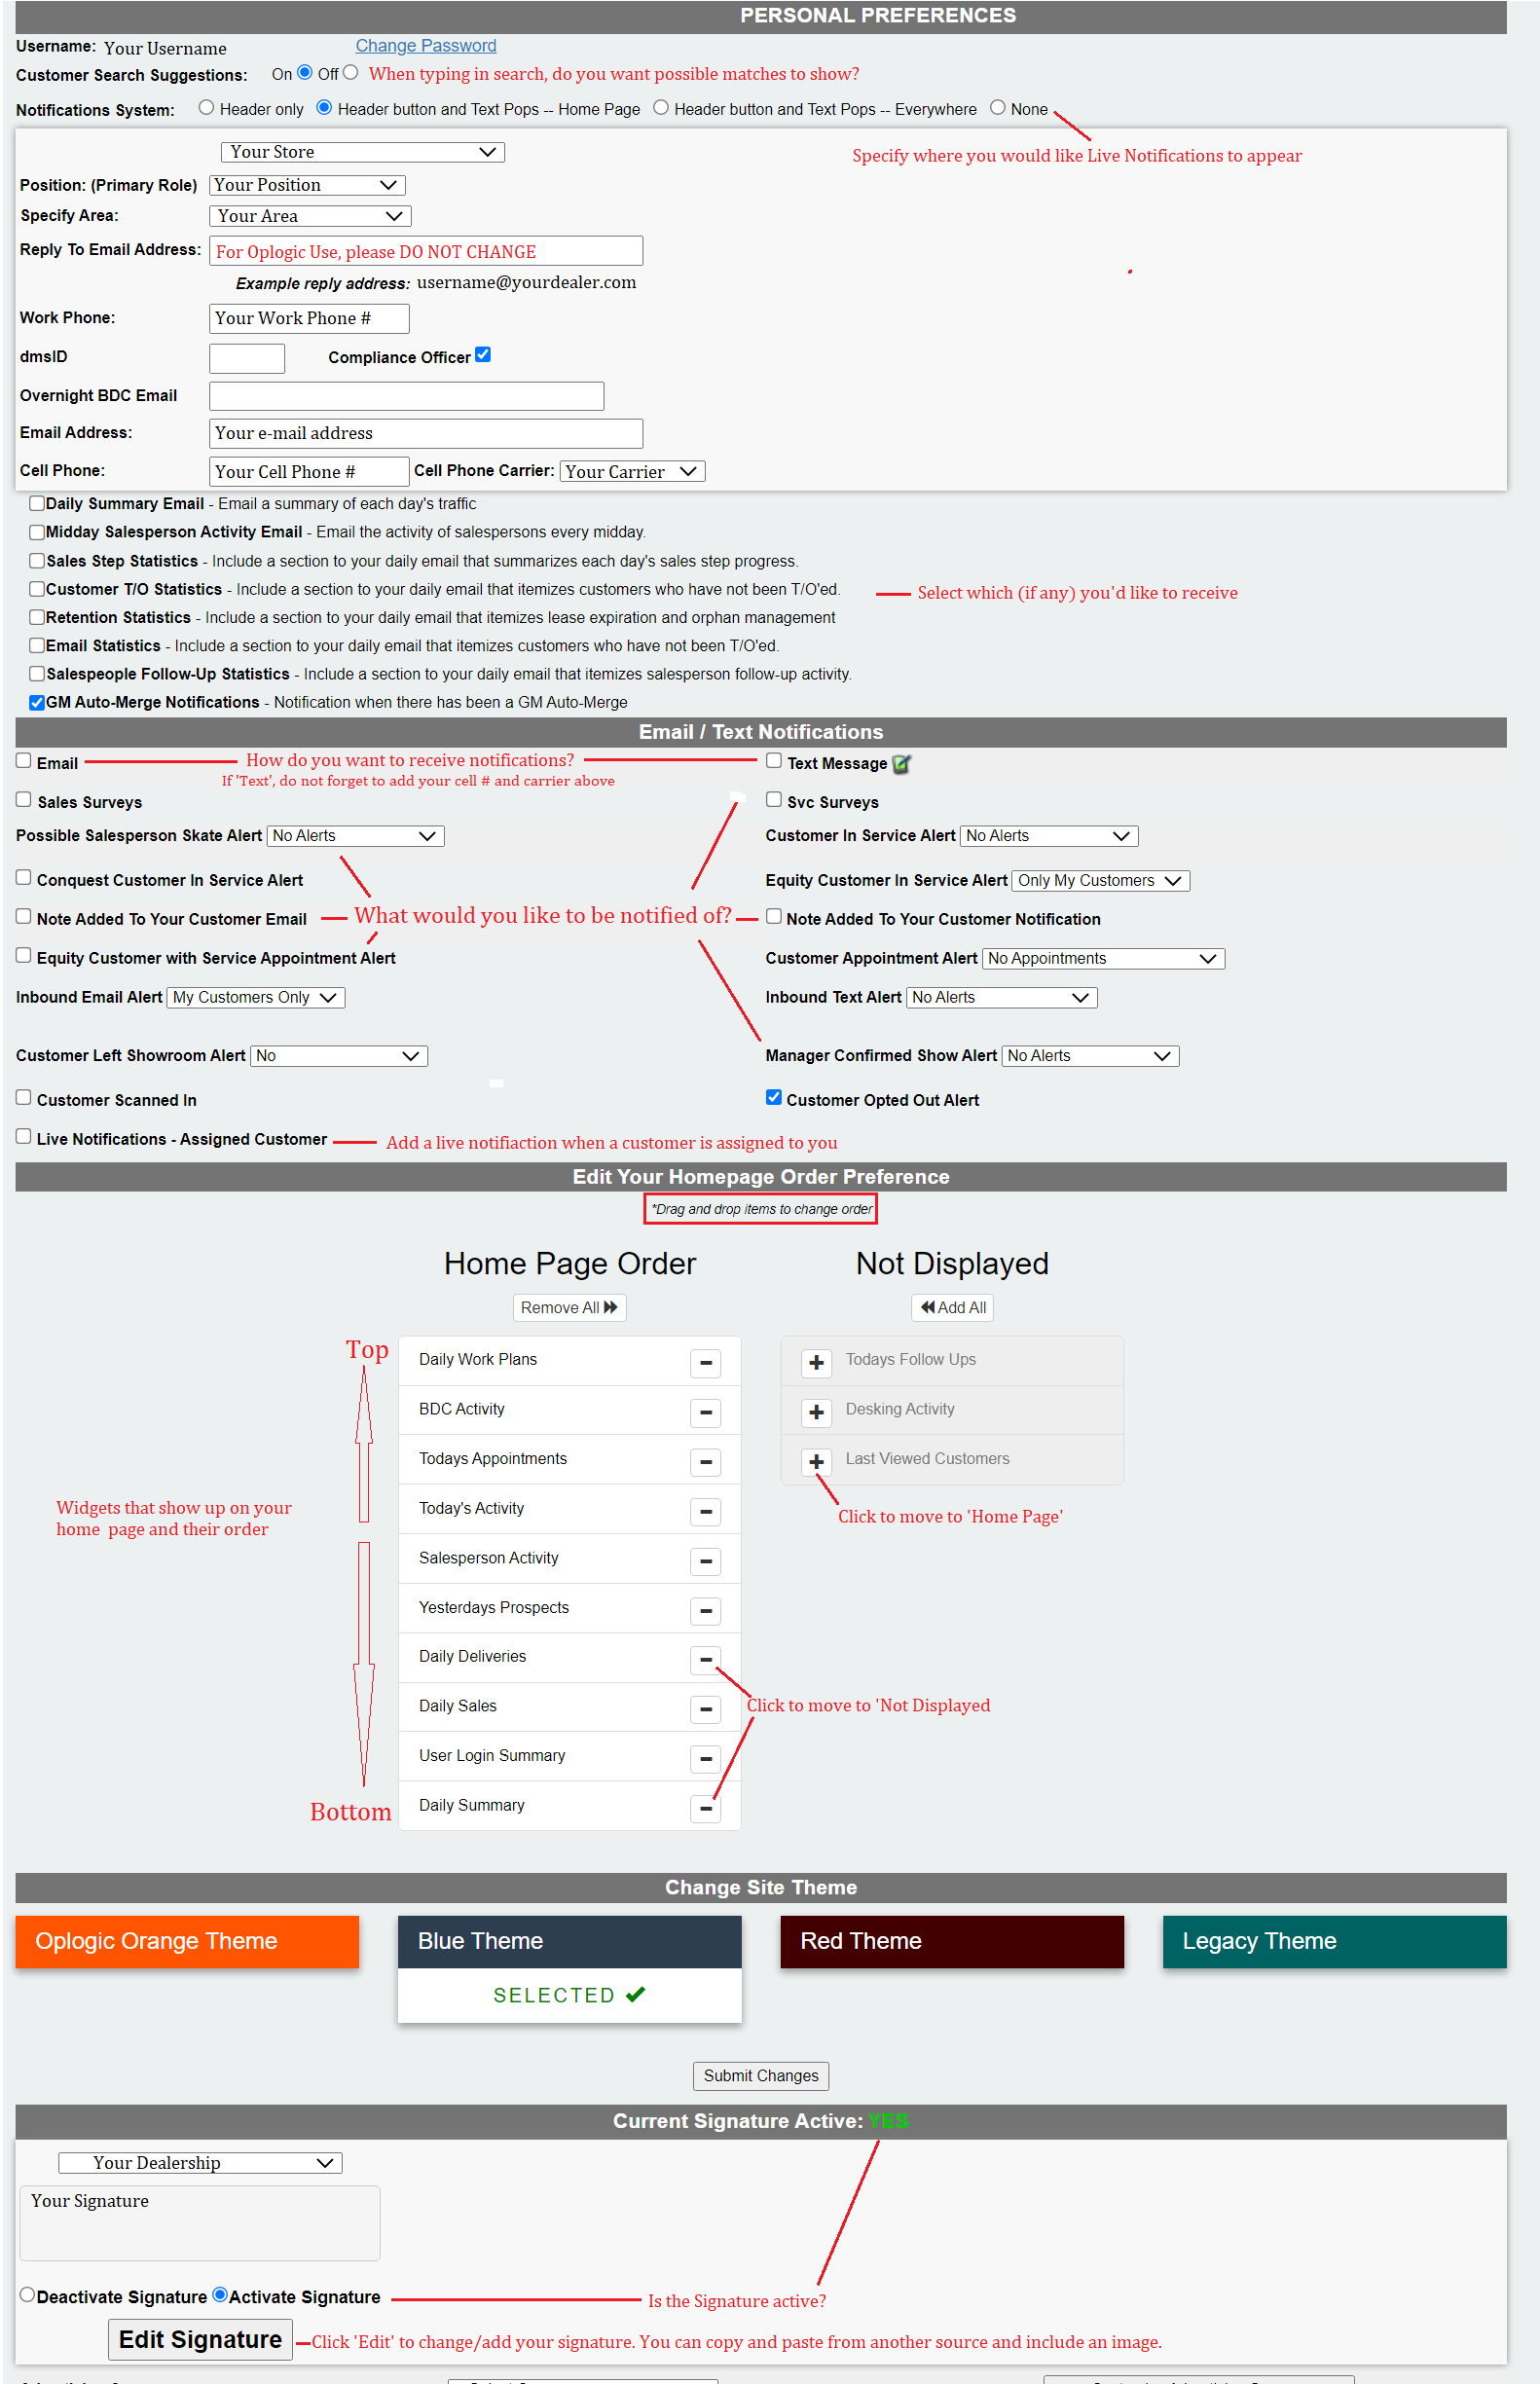 PERSONAL PREFERENCES
Username: Your Username Change Password
Customer Search Suggestions: On Off When typing in search, do you want possible matches to show?
Notifications System: Header only Header button and Text Pops -- Home Page Header button and Text Pops -- Everywhere None
Your Store Specify where you would like Live Notifications to appear
Position: (Primary Role) Your Position
Specify Area: Your Area
Reply To Email Address: For Oplogic Use, please DO NOT CHANGE
Example reply address: username@yourdealer.com
Work Phone: Your Work Phone #
dmsID Compliance Officer
Overnight BDC Email
Email Address: Your e-mail address
Cell Phone: Your Cell Phone # Cell Phone Carrier: Your Carrier
Daily Summary Email - Email a summary of each day's traffic
Midday Salesperson Activity Email - Email the activity of salespersons every midday.
Sales Step Statistics - Include a section to your daily email that summarizes each day's sales step progress.
Customer T/O Statistics - Include a section to your daily email that itemizes customers who have not been T/O'ed. Select which (if any) you'd like to receive
Retention Statistics - Include a section to your daily email that itemizes lease expiration and orphan management
Email Statistics - Include a section to your daily email that itemizes customers who have not been T/O'ed.
Salespeople Follow-Up Statistics - Include a section to your daily email that itemizes salesperson follow-up activity.
GM Auto-Merge Notifications - Notification when there has been a GM Auto-Merge
Email / Text Notifications
Email How do you want to receive notifications? Text Message
If 'Text', do not forget to add your cell # and carrier above
Sales Surveys Svc Surveys
Possible Salesperson Skate Alert No Alerts Customer In Service Alert No Alerts
Conquest Customer In Service Alert Equity Customer In Service Alert Only My Customers
Note Added To Your Customer Email What would you like to be notified of? Note Added To Your Customer Notification
Equity Customer with Service Appointment Alert Customer Appointment Alert No Appointments
Inbound Email Alert My Customers Only Inbound Text Alert No Alerts
Customer Left Showroom Alert No Manager Confirmed Show Alert No Alerts
Customer Scanned In Customer Opted Out Alert
Live Notifications - Assigned Customer Add a live notifiaction when a customer is assigned to you
Edit Your Homepage Order Preference
*Drag and drop items to change order
Home Page Order Not Displayed
Remove All Add All
Top Daily Work Plans Todays Follow Ups
BDC Activity Desking Activity
Todays Appointments Last Viewed Customers
Widgets that show up on your Today's Activity Click to move to 'Home Page'
home page and their order
Salesperson Activity
Yesterdays Prospects
Daily Deliveries
Daily Sales Click to move to 'Not Displayed
User Login Summary
Bottom Daily Summary
Change Site Theme
Oplogic Orange Theme Blue Theme Red Theme Legacy Theme
SELECTED
Submit Changes
Current Signature Active: YES
Your Dealership
Your Signature
Deactivate Signature Activate Signature Is the Signature active?
Edit Signature Click 'Edit' to change/add your signature. You can copy and paste from another source and include an image.